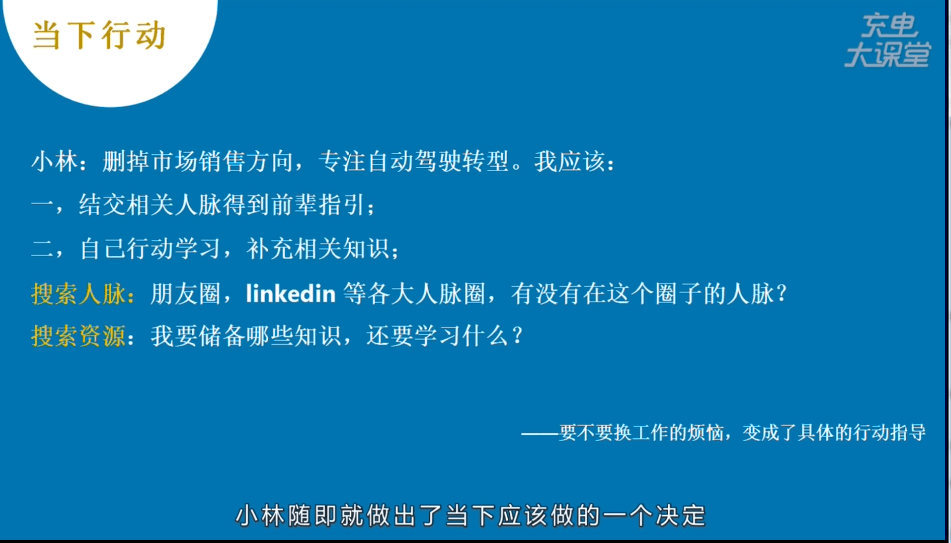 当下行动
充电
大课堂
小林：删掉市场销售方向，专注自动驾驶转型。我应该：
一，结交相关人脉得到前辈指引；
二，自己行动学习，补充相关知识；
搜索人脉：朋友圈，linkedin 等各大人脉圈，有没有在这个圈子的人脉？
搜索资源：我要储备哪些知识，还要学习什么？
——要不要换工作的烦恼，变成了具体的行动指导
小林随即就做出了当下应该做的一个决定